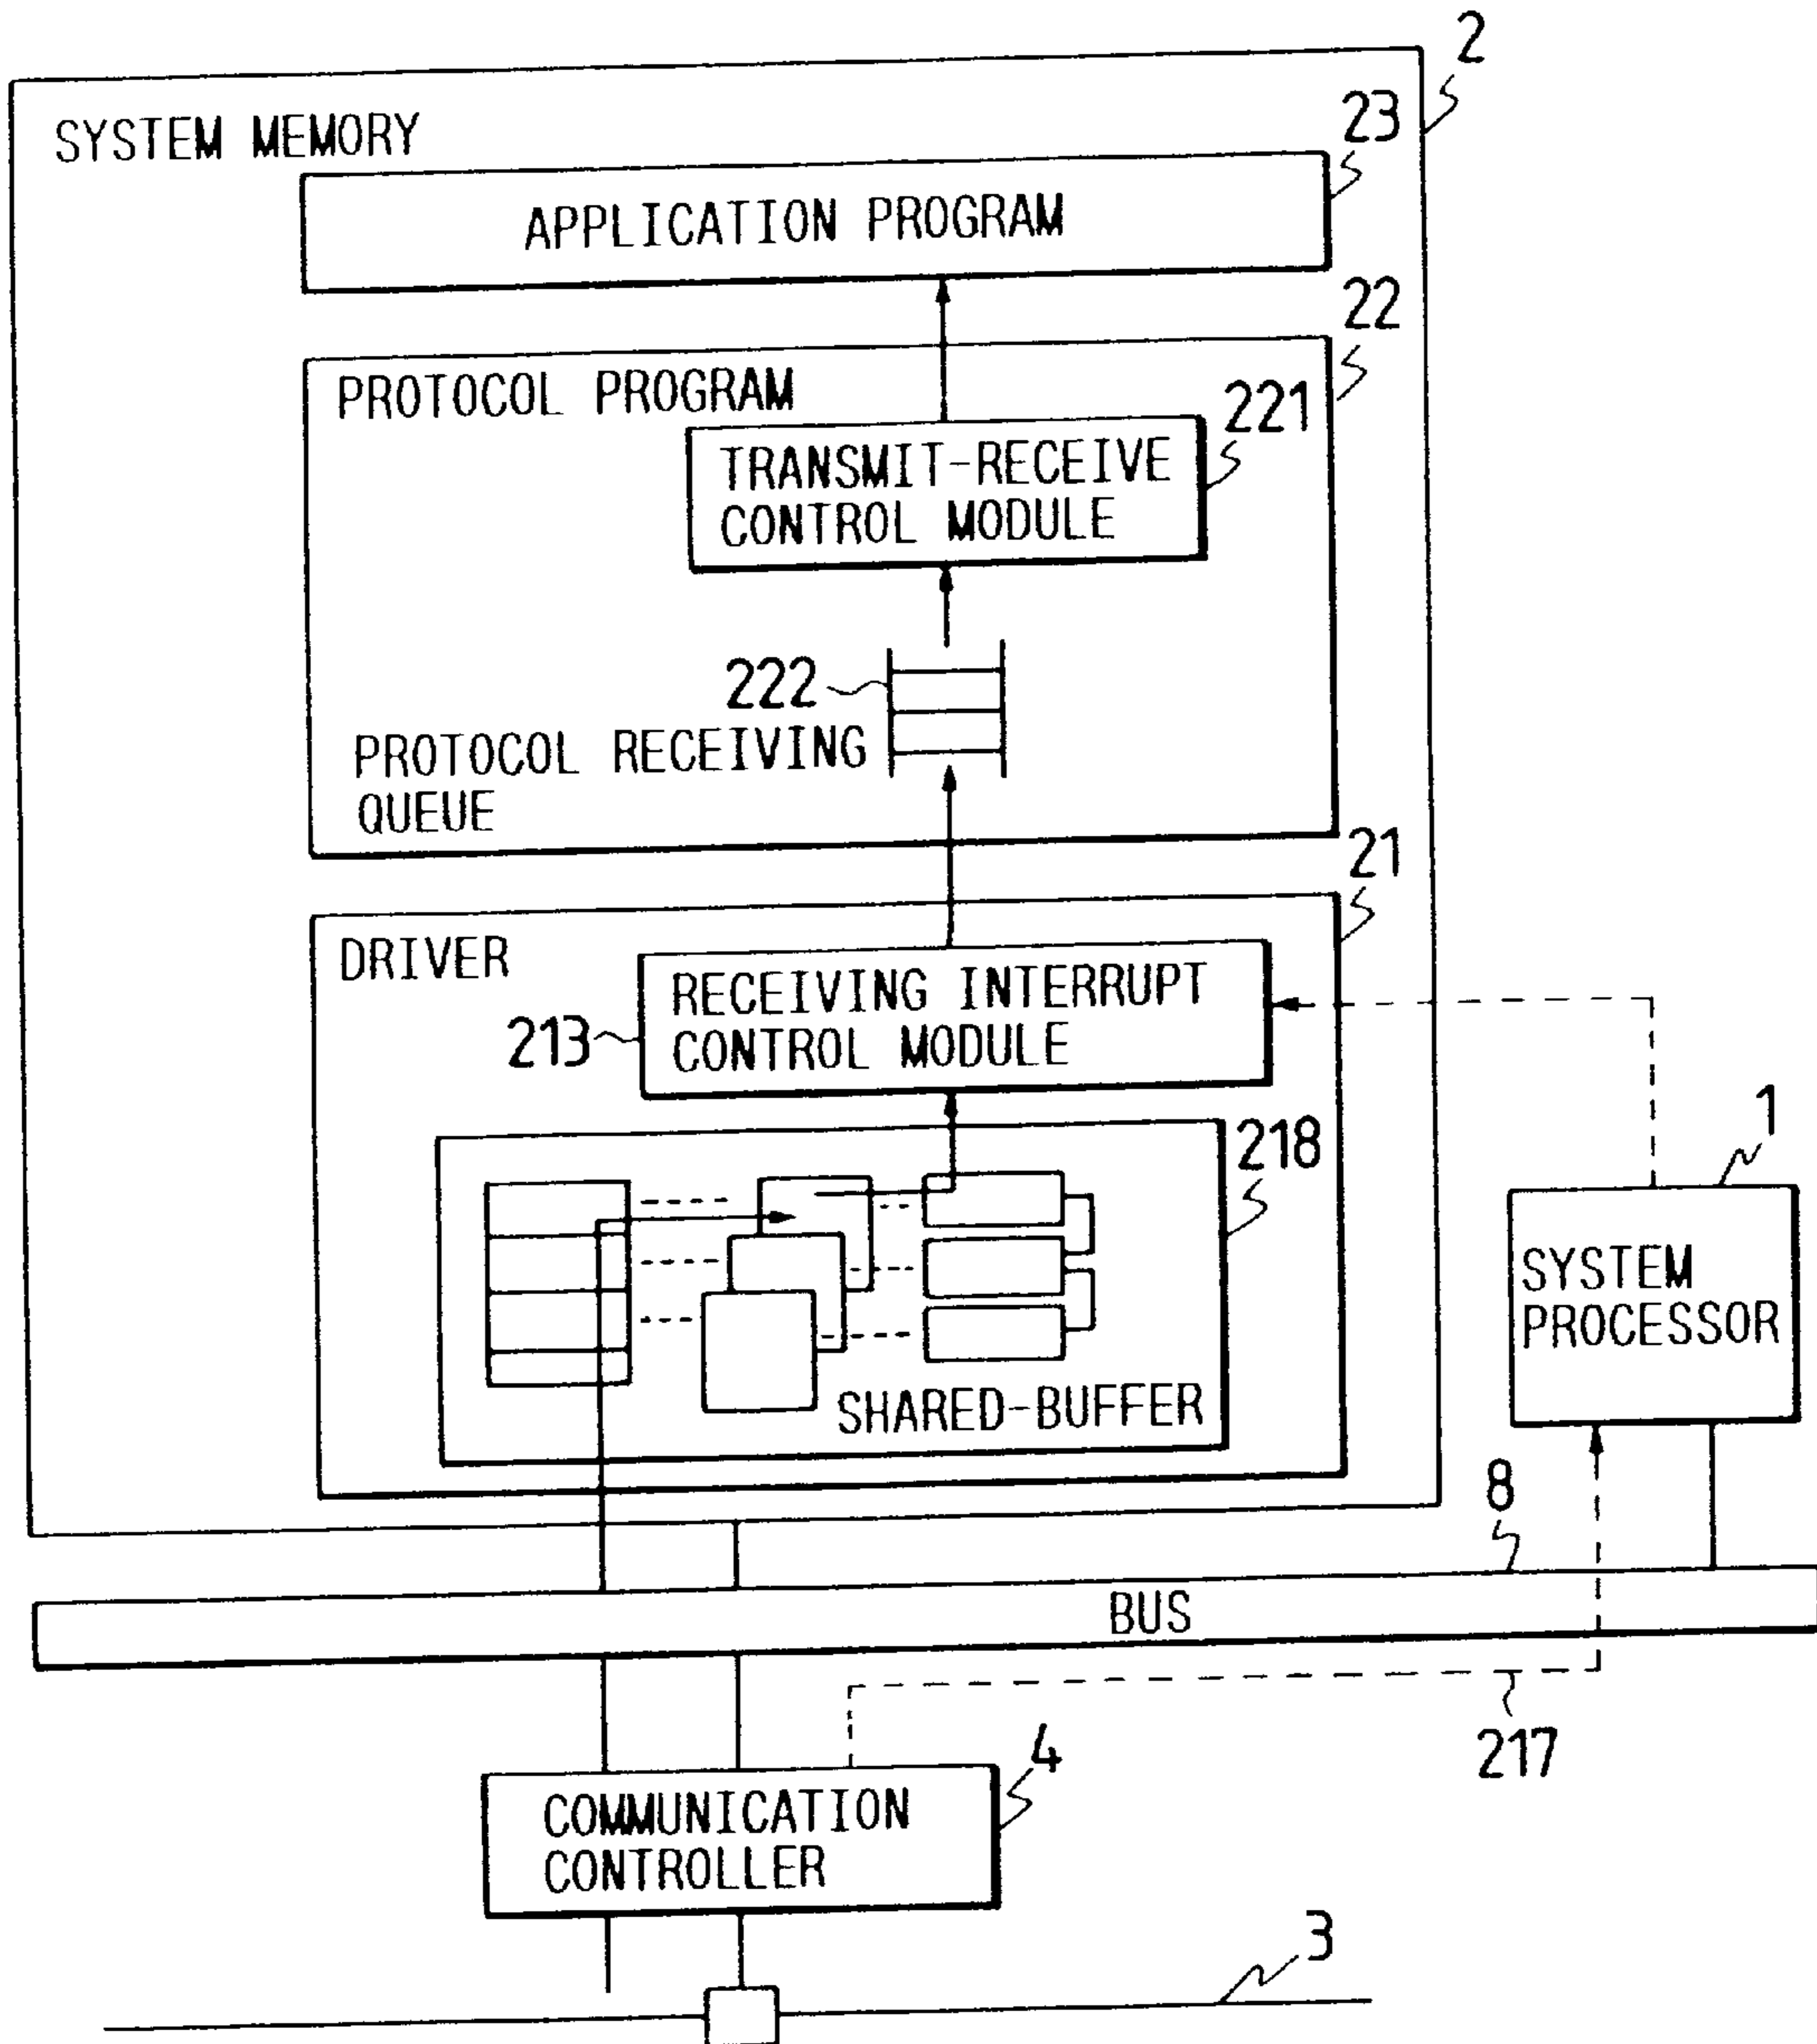 2
SYSTEM MEMORY
23
APPLICATION PROGRAM
22
PROTOCOL PROGRAM
221
TRANSMIT-RECEIVE
CONTROL MODULE
222
PROTOCOL RECEIVING
QUEUE
21
DRIVER
RECEIVING INTERRUPT
CONTROL MODULE
213
218
1
SYSTEM
PROCESSOR
SHARED-BUFFER
8
BUS
217
4
COMMUNICATION
CONTROLLER
3